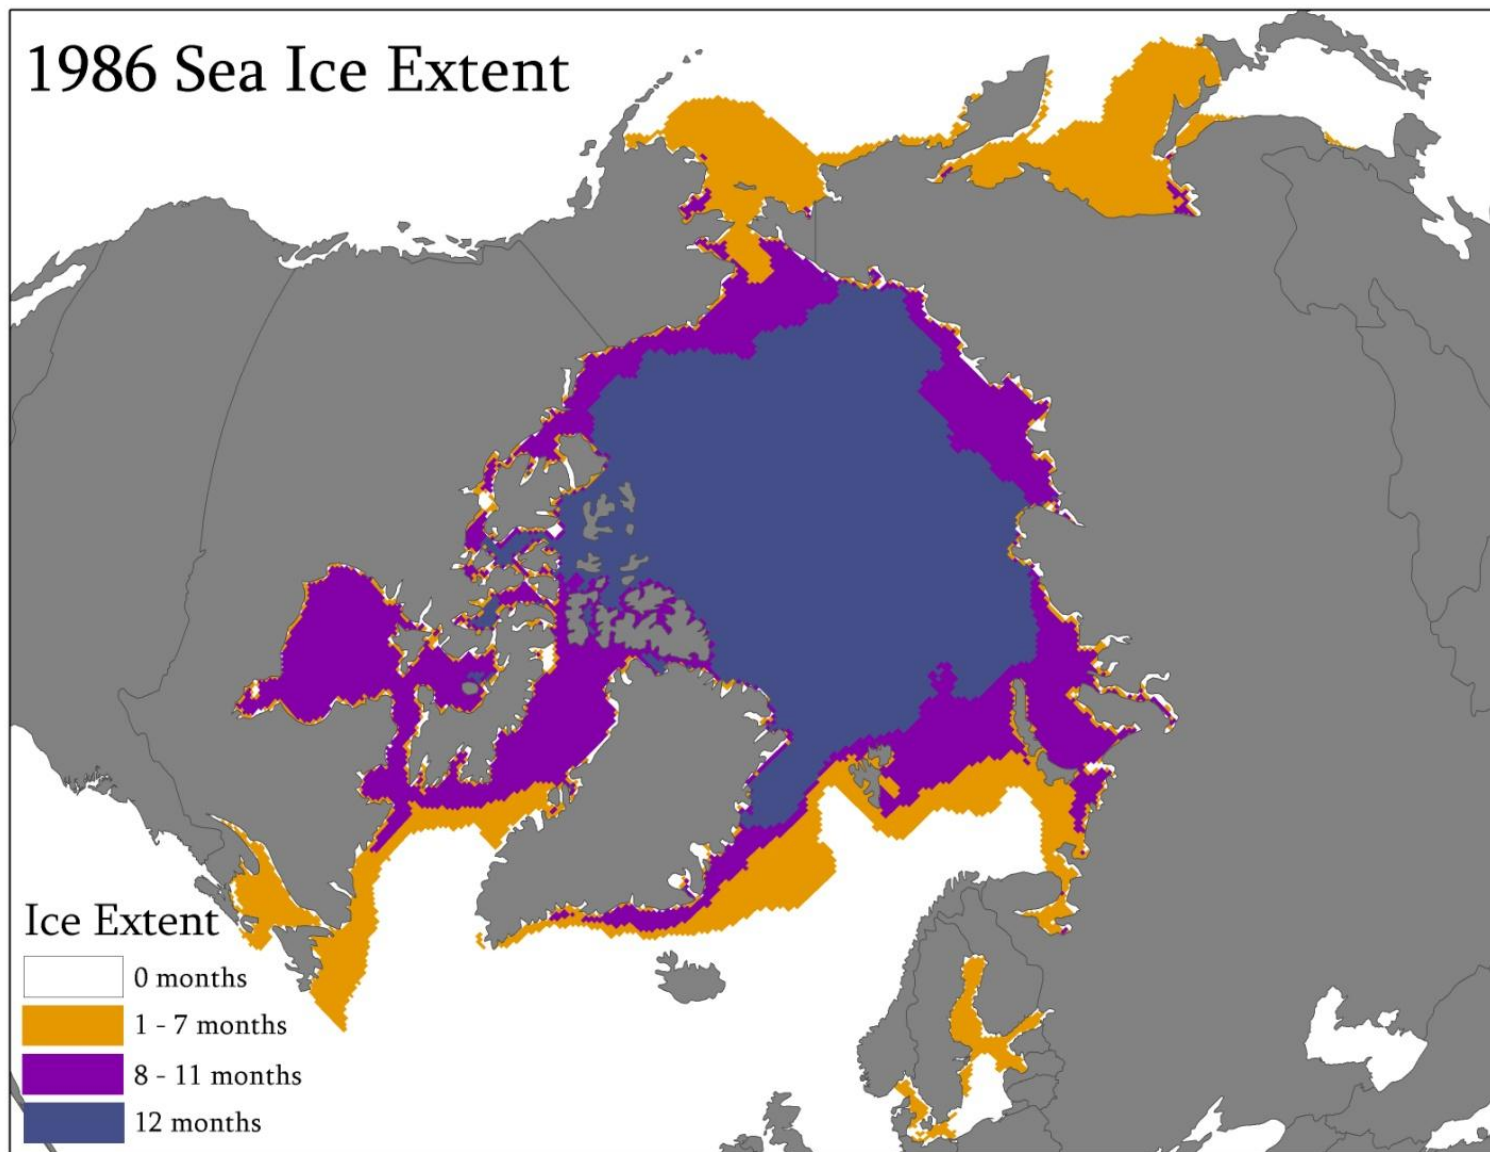 1986 Sea Ice Extent
Ice Extent
0 months
1 - 7 months
8 - 11 months
12 months